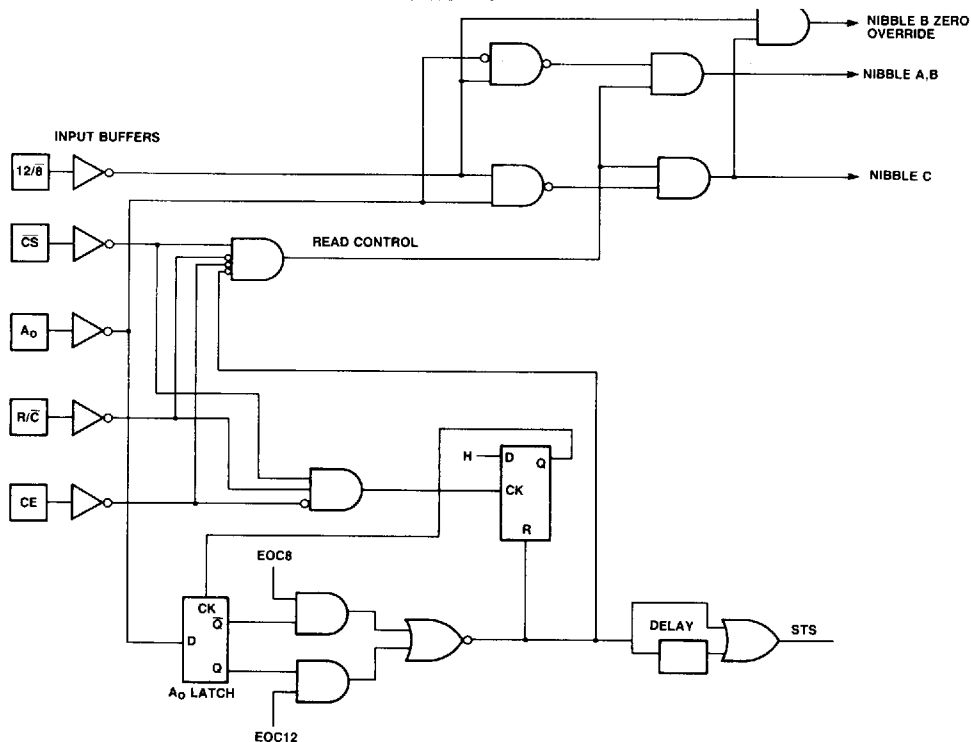 NIBBLE B ZERO
OVERRIDE
NIBBLE A,B
INPUT BUFFERS
12/8̅
NIBBLE C
C̅S̅
READ CONTROL
A₀
R/C̅
H
D
Q
CK
CE
R
EOC8
CK
Q̅
D
DELAY
STS
Q
A₀ LATCH
EOC12